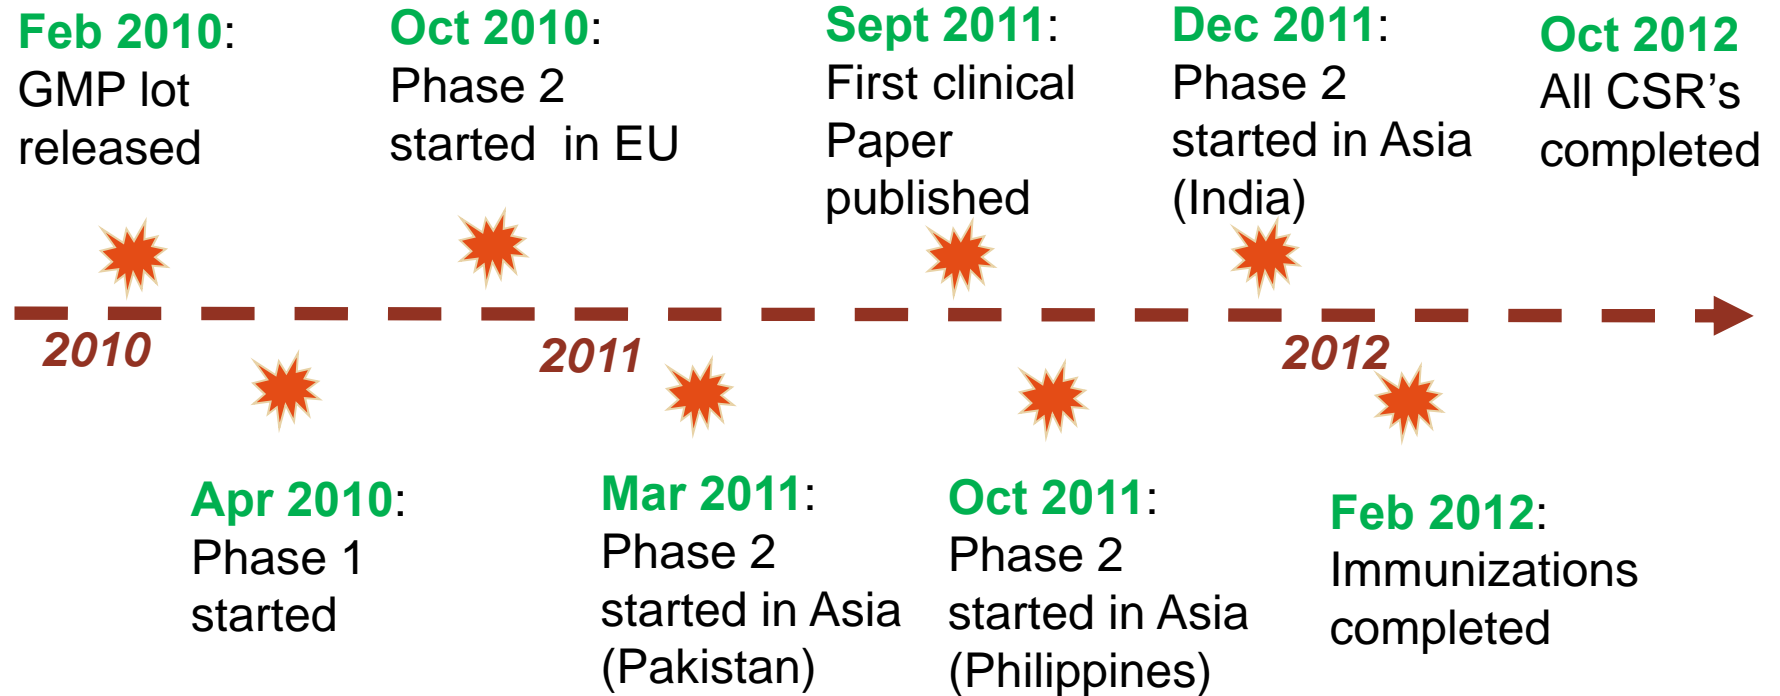 Feb 2010:
GMP lot
released
Oct 2010:
Phase 2
started in EU
Sept 2011:
First clinical
Paper
published
Dec 2011:
Phase 2
started in Asia
(India)
Oct 2012
All CSR's
completed
2010
2011
2012
Apr 2010:
Phase 1
started
Mar 2011:
Phase 2
started in Asia
(Pakistan)
Oct 2011:
Phase 2
started in Asia
(Philippines)
Feb 2012:
Immunizations
completed